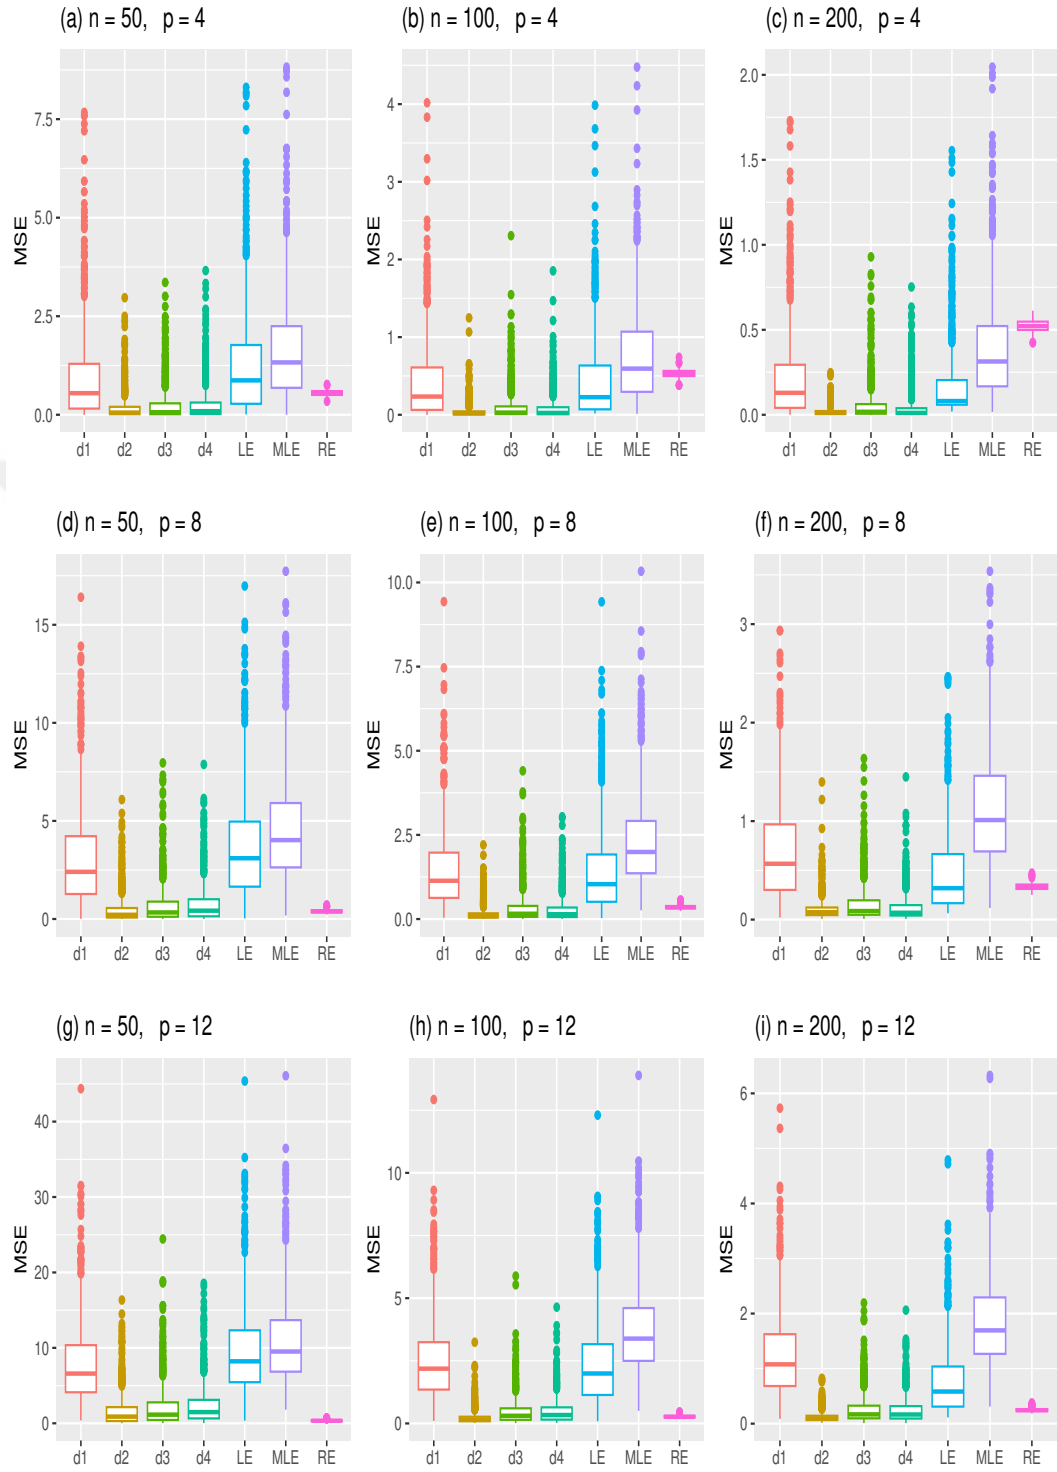 (a) n = 50, p = 4
MSE
7.5
5.0
2.5
0.0
d1 d2 d3 d4 LE MLE RE
(b) n = 100, p = 4
MSE
4
3
2
1
0
d1 d2 d3 d4 LE MLE RE
(c) n = 200, p = 4
MSE
2.0
1.5
1.0
0.5
0.0
d1 d2 d3 d4 LE MLE RE
(d) n = 50, p = 8
MSE
15
10
5
0
d1 d2 d3 d4 LE MLE RE
(e) n = 100, p = 8
MSE
10.0
7.5
5.0
2.5
0.0
d1 d2 d3 d4 LE MLE RE
(f) n = 200, p = 8
MSE
3
2
1
0
d1 d2 d3 d4 LE MLE RE
(g) n = 50, p = 12
MSE
40
30
20
10
0
d1 d2 d3 d4 LE MLE RE
(h) n = 100, p = 12
MSE
10
5
0
d1 d2 d3 d4 LE MLE RE
(i) n = 200, p = 12
MSE
6
4
2
0
d1 d2 d3 d4 LE MLE RE